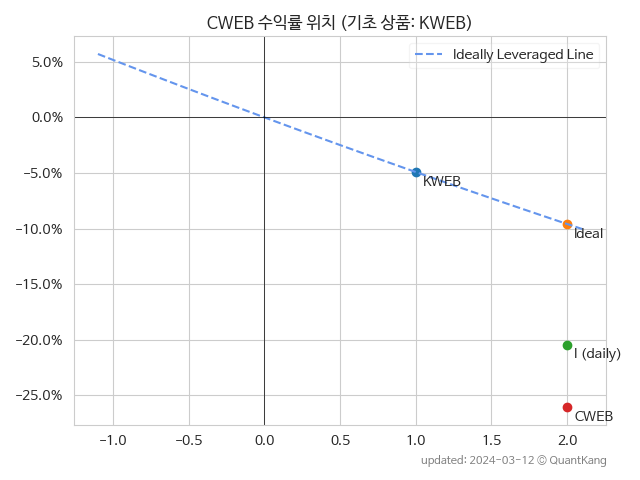 CWEB 수익률 위치 (기초 상품: KWEB)
Ideally Leveraged Line
5.0%
0.0%
−5.0%
−10.0%
−15.0%
−20.0%
−25.0%
KWEB
Ideal
I (daily)
CWEB
−1.0
−0.5
0.0
0.5
1.0
1.5
2.0
updated: 2024-03-12 © QuantKang